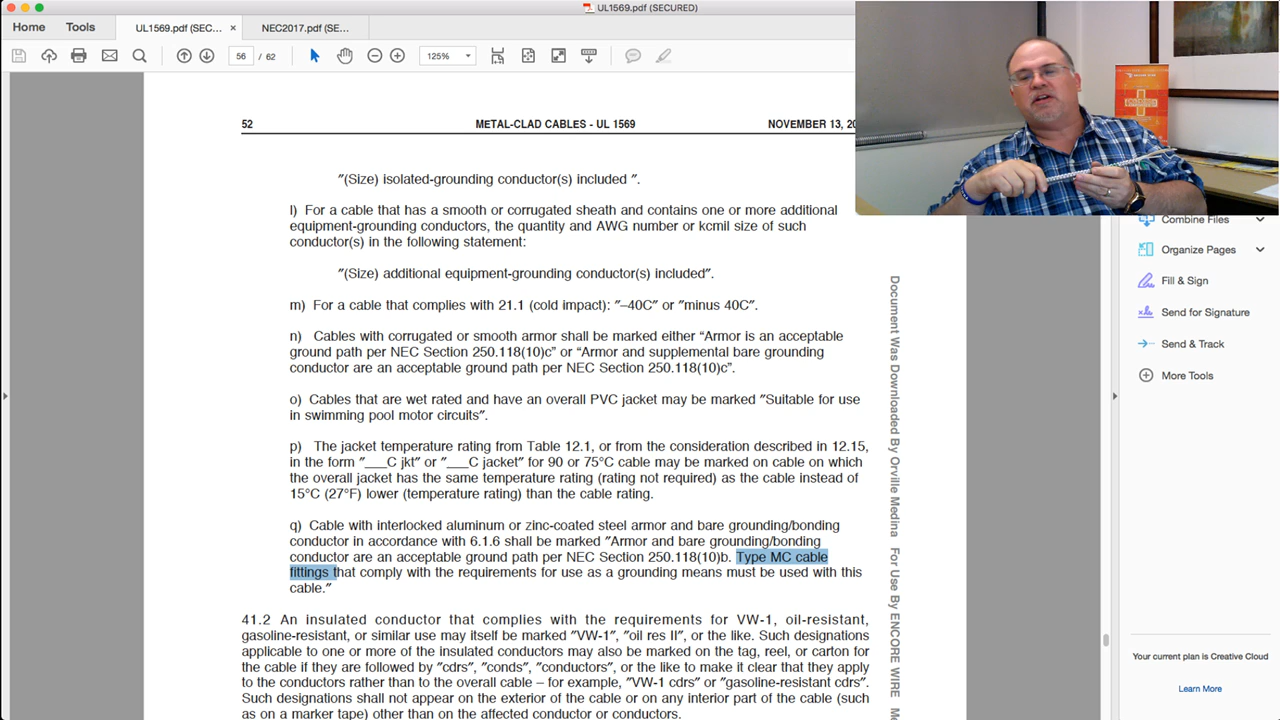 UL1569.pdf (SECURED)
Home
Tools
UL1569.pdf (SEC...
×
NEC2017.pdf (SE...
56 / 62
125%
52
METAL-CLAD CABLES - UL 1569
NOVEMBER 13, 20
"(Size) isolated-grounding conductor(s) included ".
l) For a cable that has a smooth or corrugated sheath and contains one or more additional
equipment-grounding conductors, the quantity and AWG number or kcmil size of such
conductor(s) in the following statement:
"(Size) additional equipment-grounding conductor(s) included".
m) For a cable that complies with 21.1 (cold impact): "–40C" or "minus 40C".
n) Cables with corrugated or smooth armor shall be marked either “Armor is an acceptable
ground path per NEC Section 250.118(10)c” or “Armor and supplemental bare grounding
conductor are an acceptable ground path per NEC Section 250.118(10)c”.
o) Cables that are wet rated and have an overall PVC jacket may be marked “Suitable for use
in swimming pool motor circuits”.
p) The jacket temperature rating from Table 12.1, or from the consideration described in 12.15,
in the form "___C jkt" or "___C jacket" for 90 or 75°C cable may be marked on cable on which
the overall jacket has the same temperature rating (rating not required) as the cable instead of
15°C (27°F) lower (temperature rating) than the cable rating.
q) Cable with interlocked aluminum or zinc-coated steel armor and bare grounding/bonding
conductor in accordance with 6.1.6 shall be marked "Armor and bare grounding/bonding
conductor are an acceptable ground path per NEC Section 250.118(10)b. Type MC cable
fittings that comply with the requirements for use as a grounding means must be used with this
cable."
41.2 An insulated conductor that complies with the requirements for VW-1, oil-resistant,
gasoline-resistant, or similar use may itself be marked "VW-1", "oil res II", or the like. Such designations
applicable to one or more of the insulated conductors may also be marked on the tag, reel, or carton for
the cable if they are followed by "cdrs", "conds", "conductors", or the like to make it clear that they apply
to the conductors rather than to the overall cable – for example, "VW-1 cdrs" or "gasoline-resistant cdrs".
Such designations shall not appear on the exterior of the cable or on any interior part of the cable (such
as on a marker tape) other than on the affected conductor or conductors.
Document Was Downloaded By Orville Medina For Use By ENCORE WIRE
Combine Files
Organize Pages
Fill & Sign
Send for Signature
Send & Track
More Tools
Your current plan is Creative Cloud
Learn More